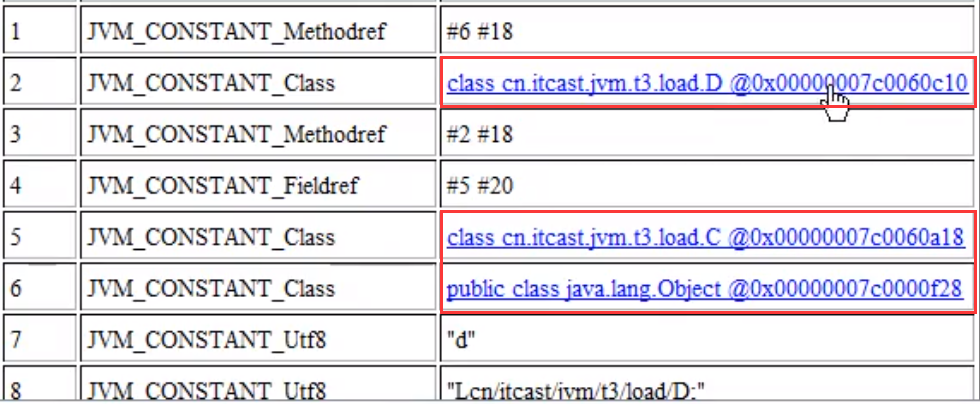 1 JVM_CONSTANT_Methodref #6 #18
2 JVM_CONSTANT_Class class cn.itcast.jvm.t3.load.D @0x00000007c0060c10
3 JVM_CONSTANT_Methodref #2 #18
4 JVM_CONSTANT_Fieldref #5 #20
5 JVM_CONSTANT_Class class cn.itcast.jvm.t3.load.C @0x00000007c0060a18
6 JVM_CONSTANT_Class public class java.lang.Object @0x00000007c0000f28
7 JVM_CONSTANT_Utf8 "d"
8 JVM_CONSTANT_Utf8 "Lcn/itcast/jvm/t3/load/D;"